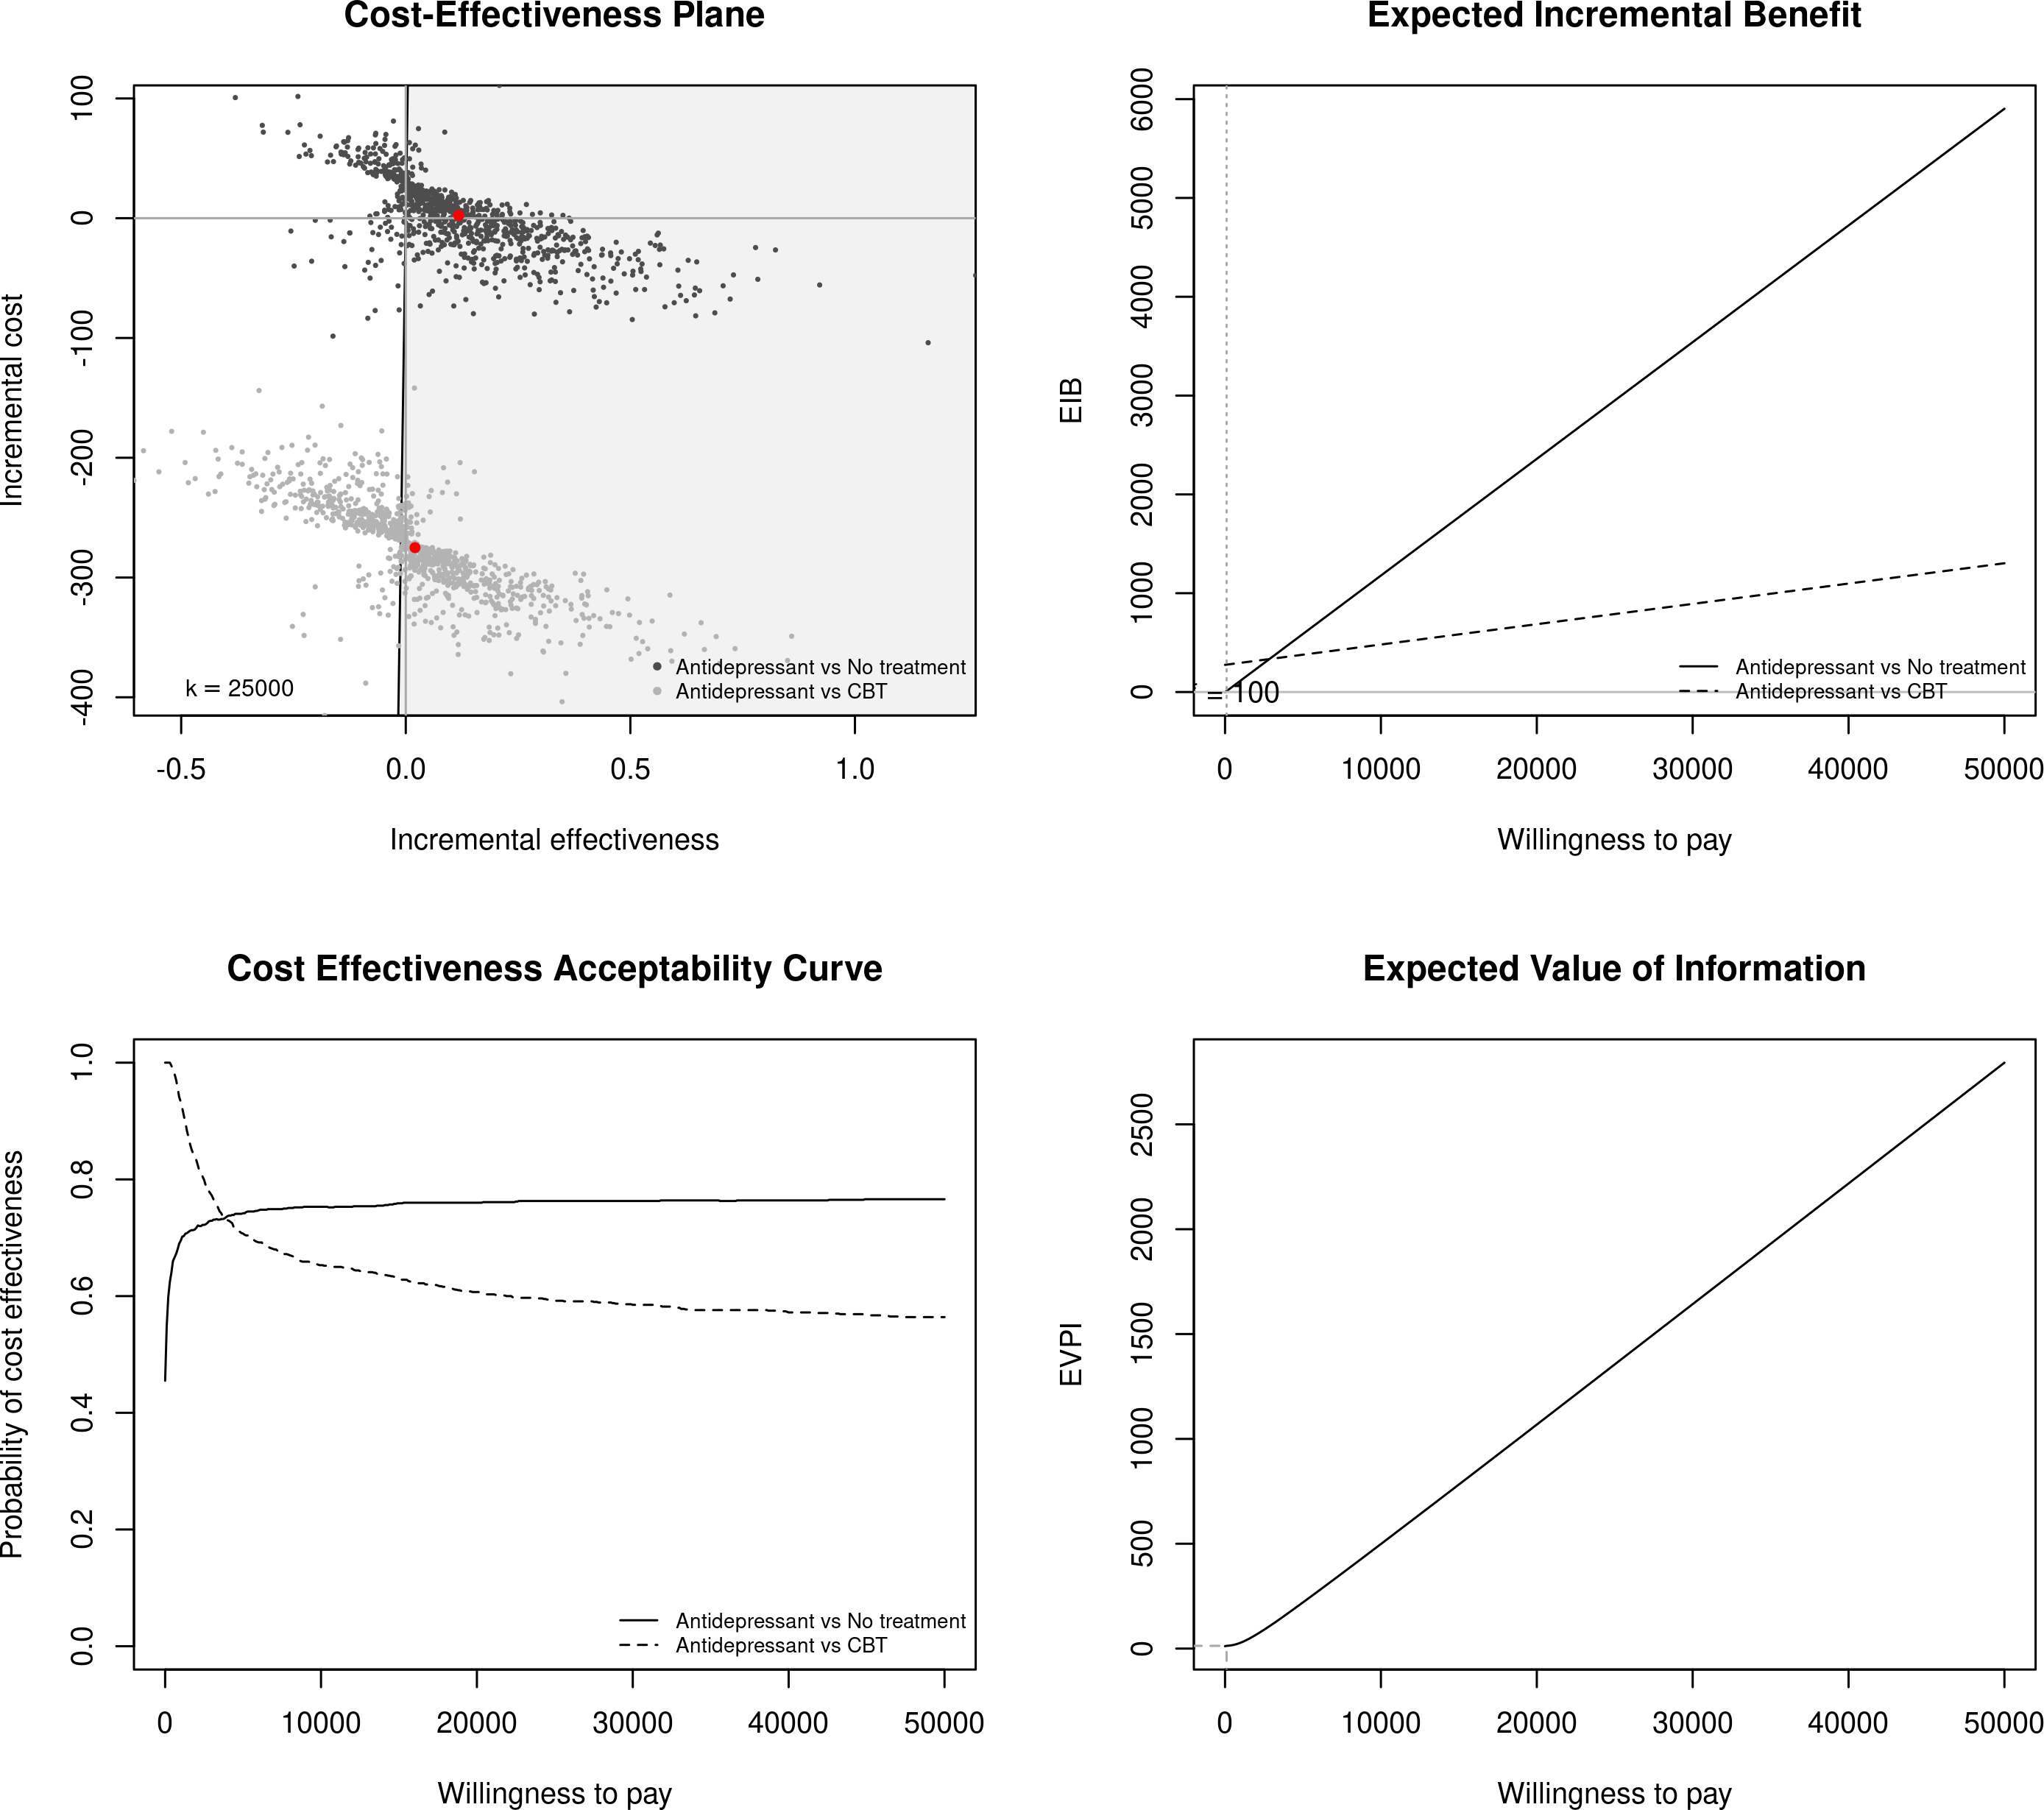 Cost-Effectiveness Plane
Incremental cost
100
0
-100
-200
-300
-400
k = 25000
Antidepressant vs No treatment
Antidepressant vs CBT
-0.5 0.0 0.5 1.0
Incremental effectiveness
Expected Incremental Benefit
EIB
6000
5000
4000
3000
2000
1000
0
= 100
Antidepressant vs No treatment
Antidepressant vs CBT
0 10000 20000 30000 40000 50000
Willingness to pay
Cost Effectiveness Acceptability Curve
Probability of cost effectiveness
1.0
0.8
0.6
0.4
0.2
0.0
Antidepressant vs No treatment
Antidepressant vs CBT
0 10000 20000 30000 40000 50000
Willingness to pay
Expected Value of Information
EVPI
2500
2000
1500
1000
500
0
0 10000 20000 30000 40000 50000
Willingness to pay